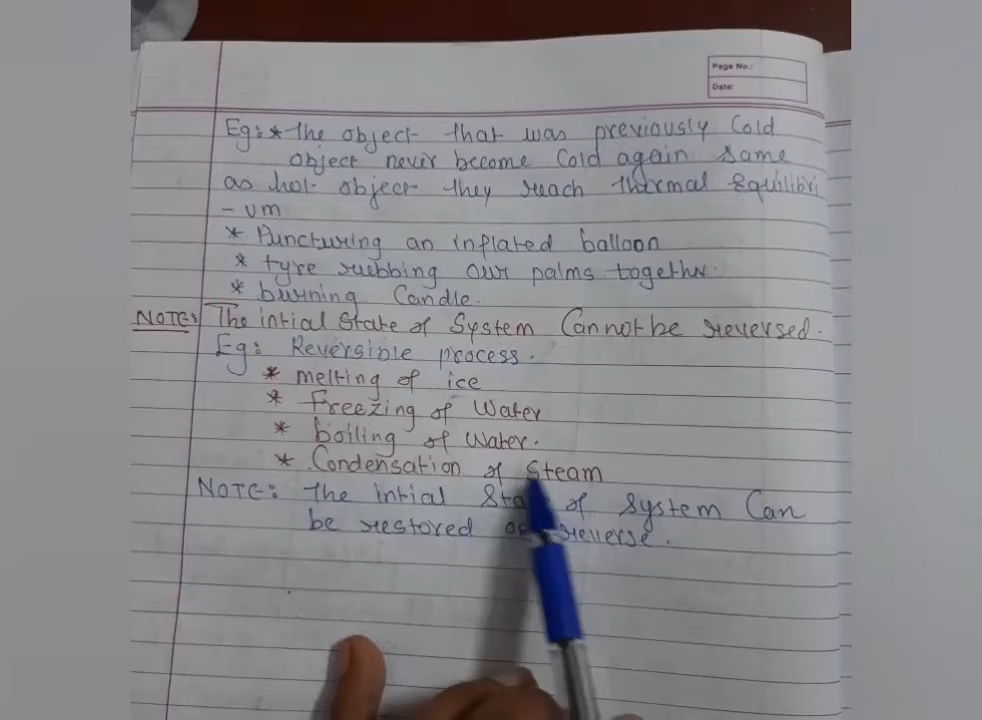 Page No.:
Date:
Eg: * the object that was previously Cold
object never become Cold again same
as hot object they reach thermal Equilibri
- um
* Puncturing an inflated balloon
* tyre rubbing our palms together.
* burning Candle.
NOTE: The intial State of System Cannot be reversed.
Eg: Reversible process.
* melting of ice
* Freezing of Water
* boiling of Water.
* Condensation of Steam
NOTE: the intial of System Can
be restored reverse.